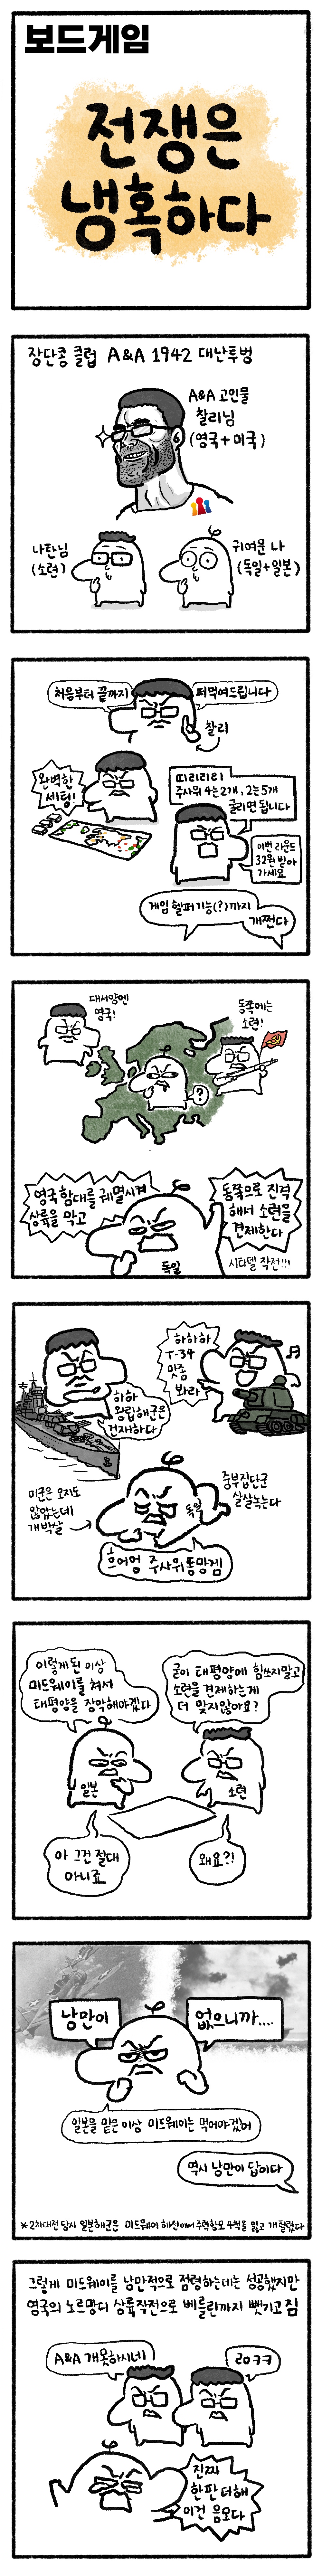 보드게임
전쟁은
냉혹하다
장단콩 클럽 A&A 1942 대난투범
A&A 고인물
찰리님
(영국+미국)
나탄님
(소련)
귀여운 나
(독일+일본)
처음부터 끝까지
떠먹여드립니다
찰리
완벽한
세팅!
띠리리리
주사위 4는 2개, 2는 5개
굴리면 됩니다
이번 라운드
32원 받아
가세요
게임 헬퍼 기능(?)까지
개쩐다
대서양엔
영국!
동쪽에는
소련!
?
영국 함대를 궤멸시켜
상륙을 막고
동쪽으로 진격
해서 소련을
견제한다
독일
시타델 작전!!!
하하
왕립해군은
건재하다
하하하
T-34
맛좀
봐라
미군은 오지도
않았는데
개박살
독일
중부집단군
살살녹는다
흐어엉 주사위똥망겜
이렇게 된 이상
미드웨이를 쳐서
태평양을 장악해야겠다
굳이 태평양에 힘쓰지말고
소련을 견제하는게
더 맞지않아요?
일본
소련
아 그건 절대
아니죠
왜요?!
낭만이
없으니까....
일본을 맡은 이상 미드웨이는 먹어야겠어
역시 낭만이 답이다
*2차대전 당시 일본해군은 미드웨이 해전에서 주력항모 4척을 잃고 개털렸다
그렇게 미드웨이를 낭만적으로 점령하는데는 성공했지만
영국의 노르망디 상륙작전으로 베를린까지 뺏기고 짐
A&A 개못하시네
ㄹㅇㅋㅋ
진짜
한판 더해
이건 음모다